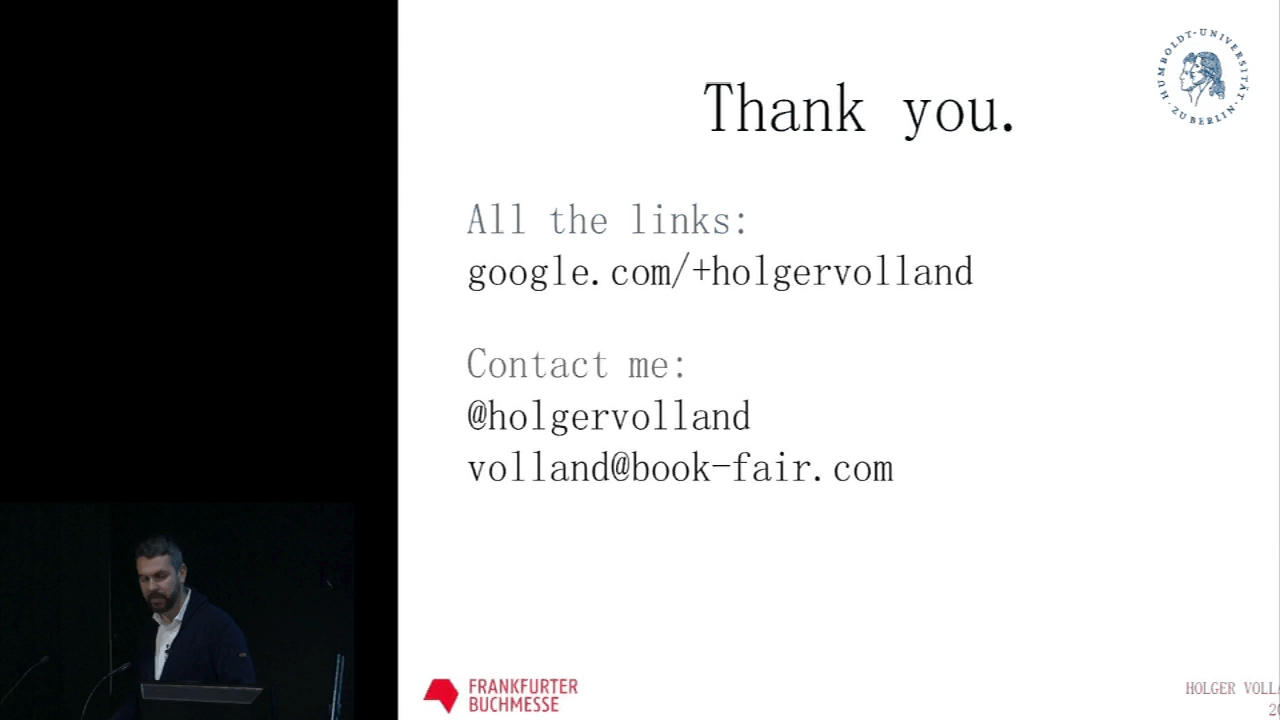 HUMBOLDT-UNIVERSITÄT
ZU BERLIN
Thank you.
All the links:
google.com/+holgervolland
Contact me:
@holgervolland
volland@book-fair.com
FRANKFURTER
BUCHMESSE
HOLGER